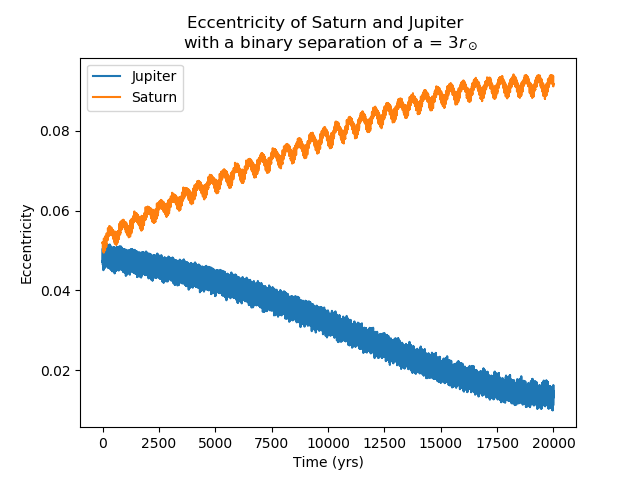 Eccentricity of Saturn and Jupiter
with a binary separation of a = 3r⊙
Jupiter
Saturn
Eccentricity
0.08
0.06
0.04
0.02
0 2500 5000 7500 10000 12500 15000 17500 20000
Time (yrs)